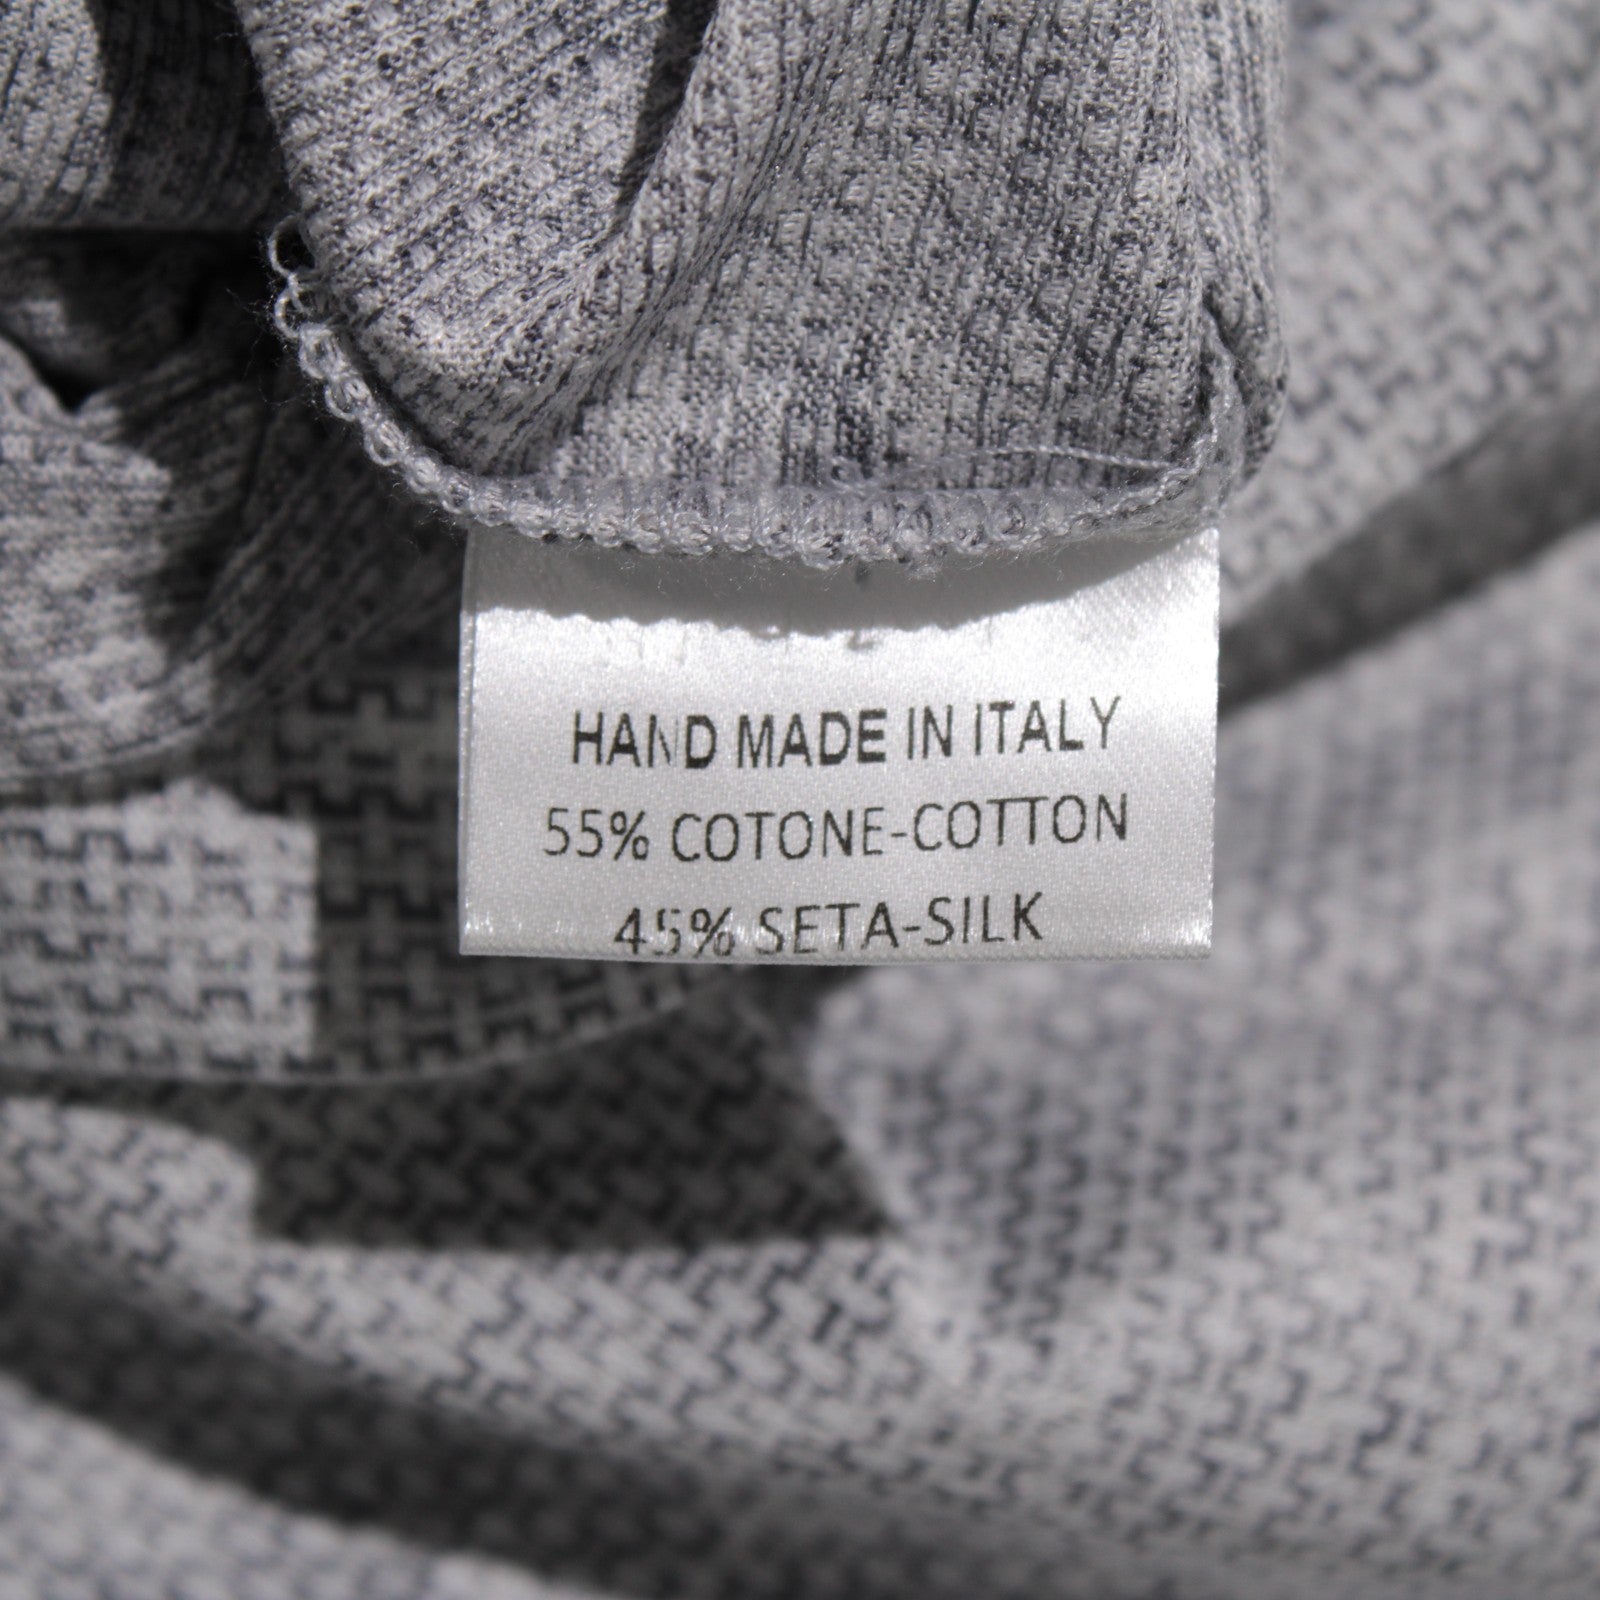 HAND MADE IN ITALY
55% COTONE-COTTON
45% SETA-SILK